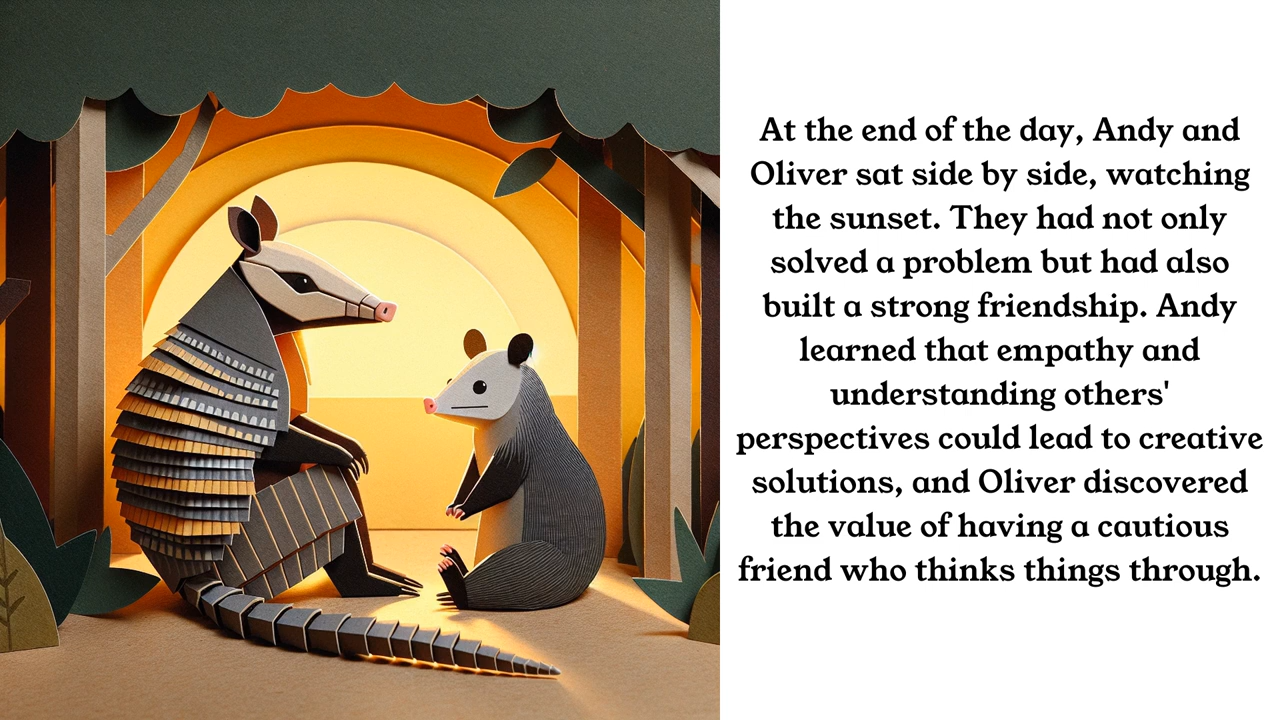 At the end of the day, Andy and
Oliver sat side by side, watching
the sunset. They had not only
solved a problem but had also
built a strong friendship. Andy
learned that empathy and
understanding others'
perspectives could lead to creative
solutions, and Oliver discovered
the value of having a cautious
friend who thinks things through.